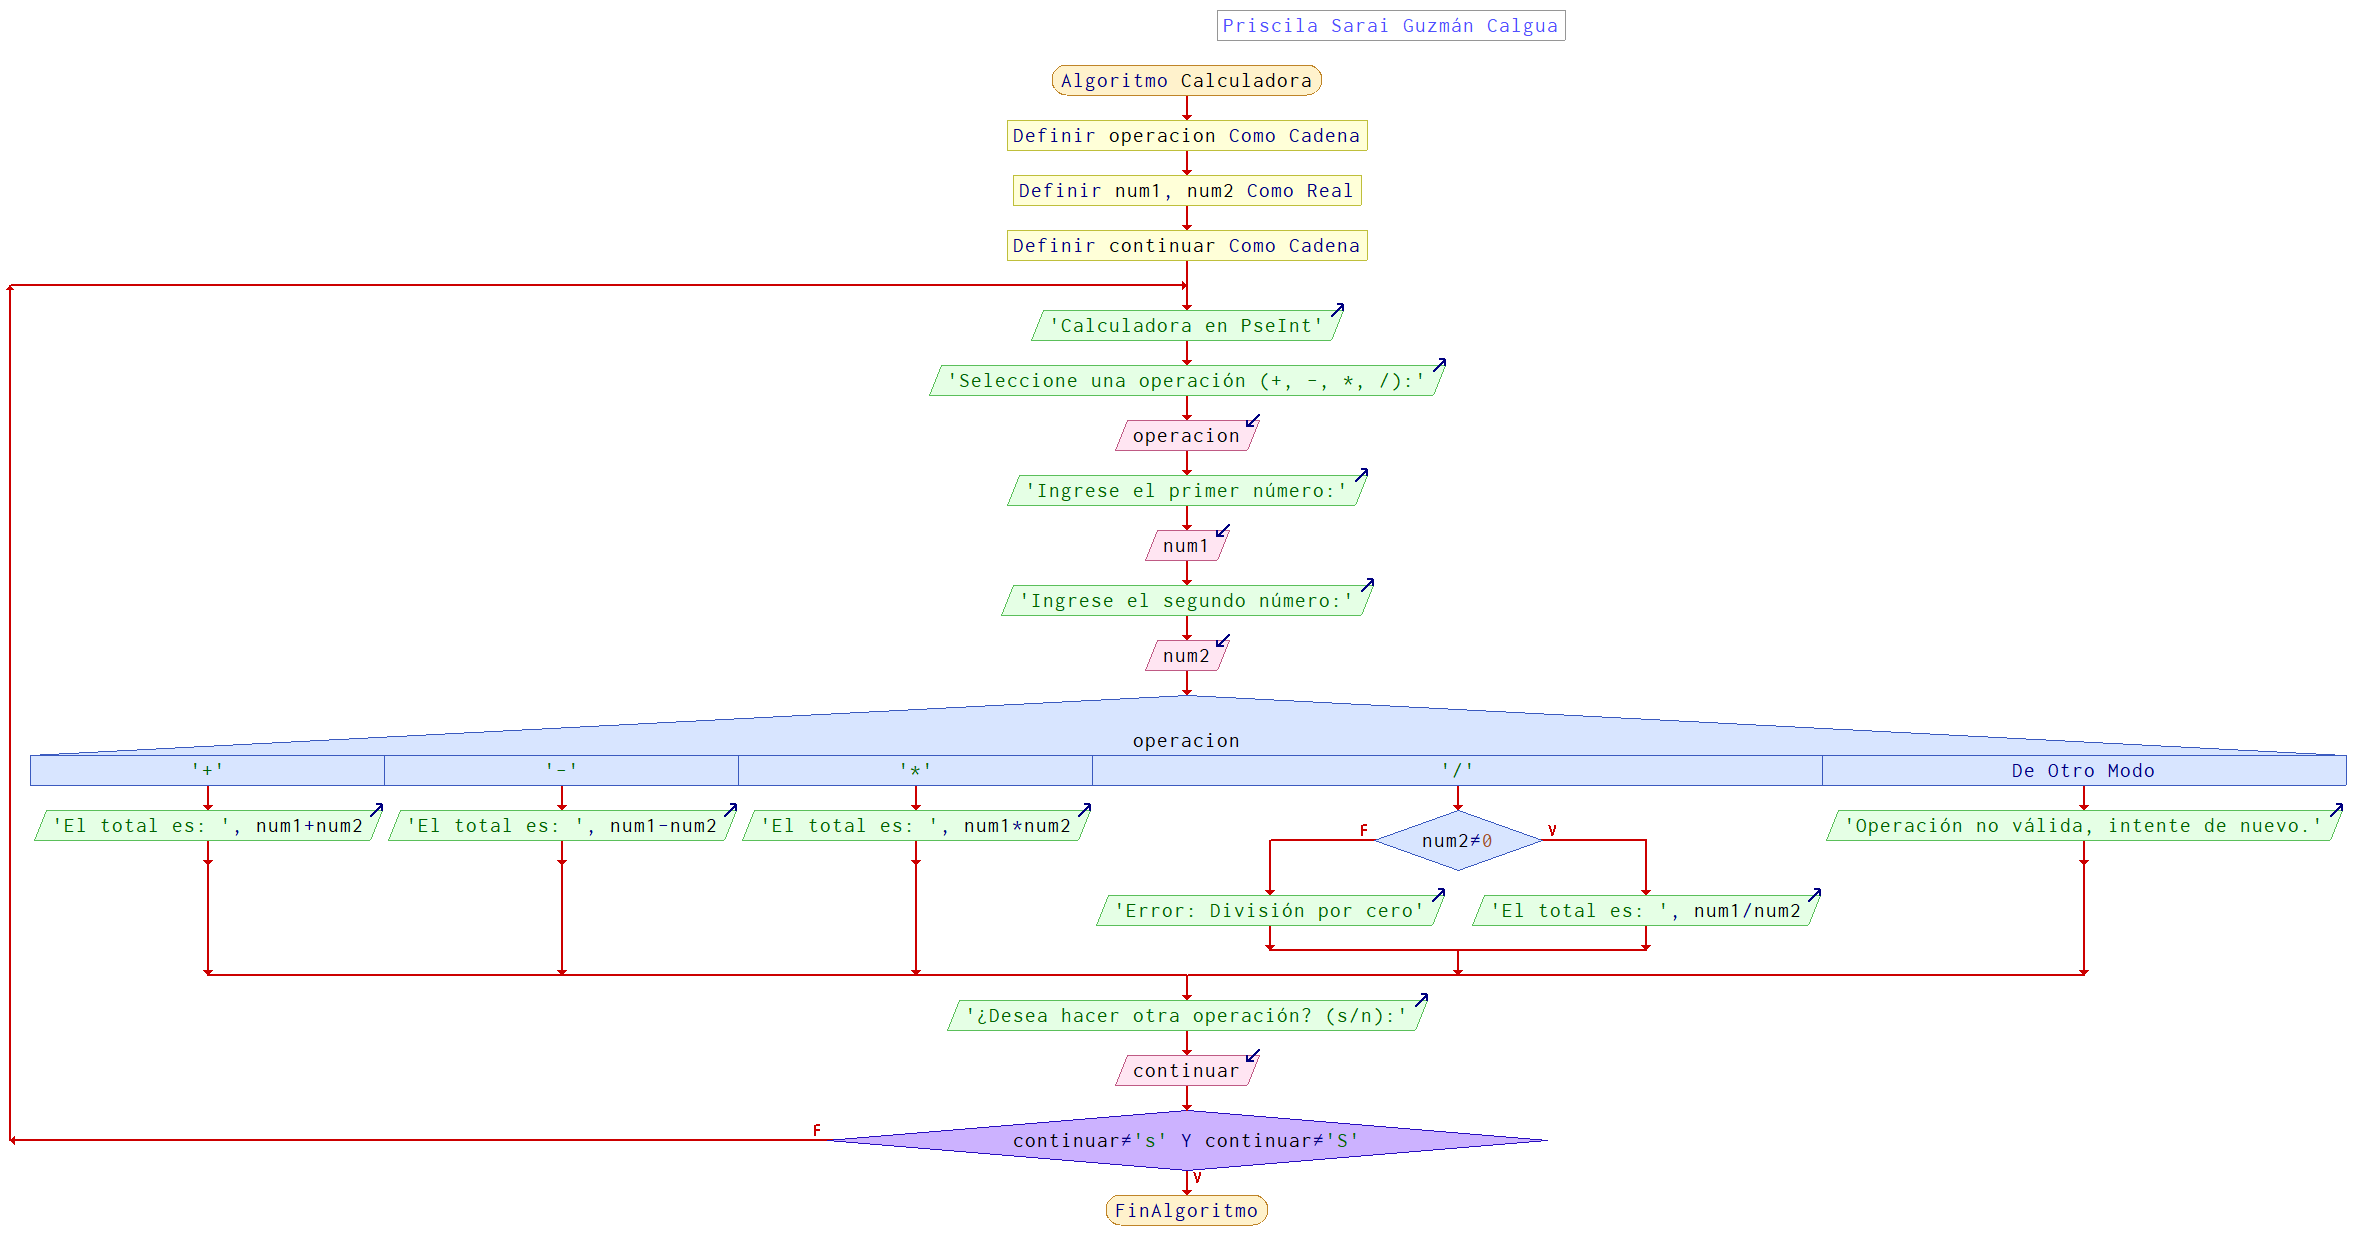 Priscila Sarai Guzmán Calgua
Algoritmo Calculadora
Definir operacion Como Cadena
Definir num1, num2 Como Real
Definir continuar Como Cadena
'Calculadora en PseInt'
'Seleccione una operación (+, -, *, /):'
operacion
'Ingrese el primer número:'
num1
'Ingrese el segundo número:'
num2
operacion
'+' '-' '*' '/' De Otro Modo
'El total es: ', num1+num2 'El total es: ', num1-num2 'El total es: ', num1*num2 F num2≠0 V 'Operación no válida, intente de nuevo.'
'Error: División por cero' 'El total es: ', num1/num2
'¿Desea hacer otra operación? (s/n):'
continuar
F
continuar≠'s' Y continuar≠'S'
V
FinAlgoritmo